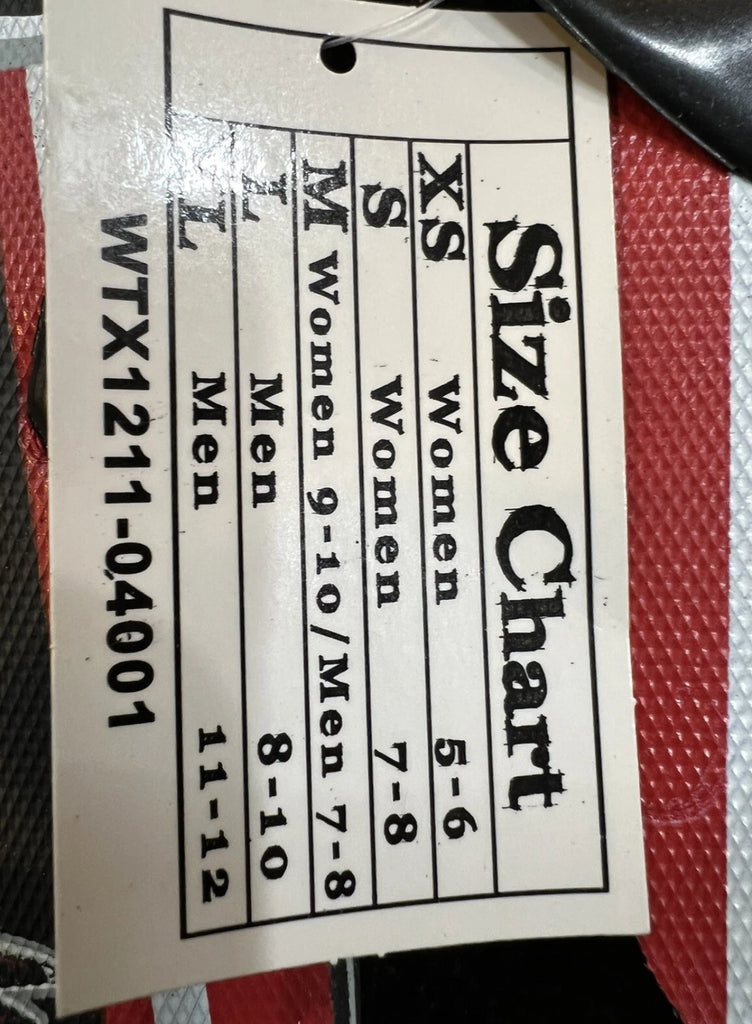 Size Chart
XS Women 5-6
S Women 7-8
M Women 9-10/Men 7-8
L Men 8-10
L Men 11-12
WTX1211-04001